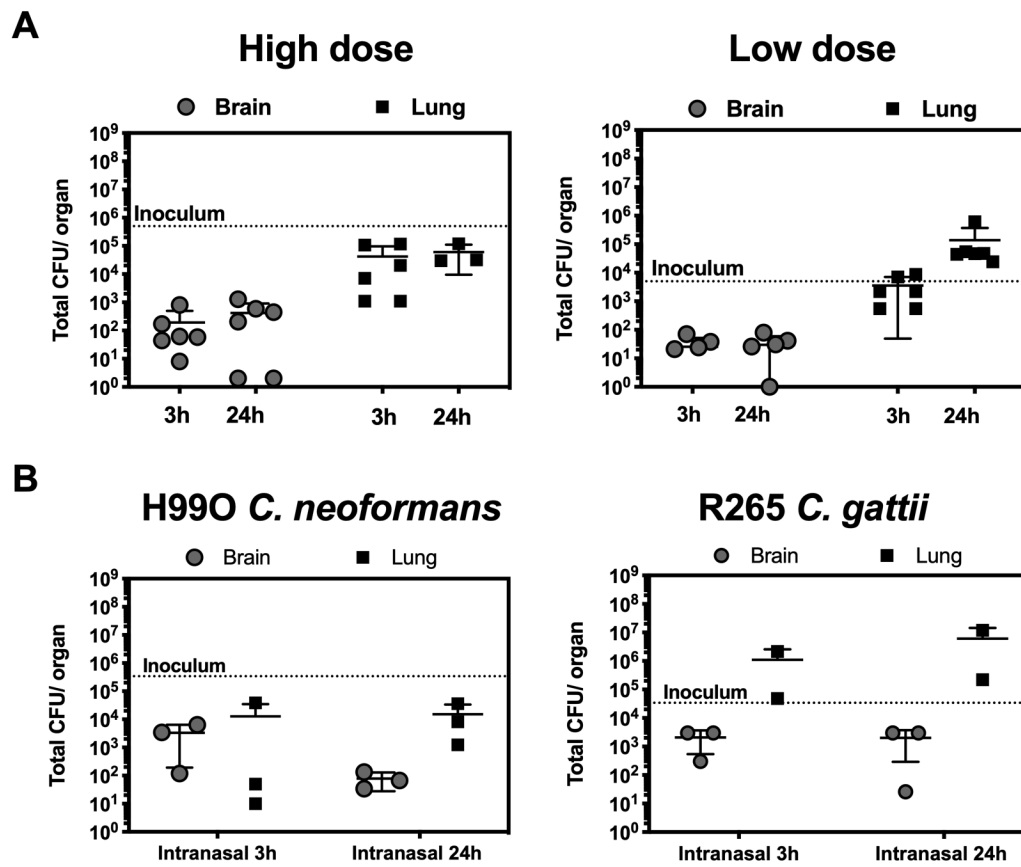 A
High dose
Brain Lung
Total CFU/ organ
10⁹
10⁸
10⁷
10⁶
10⁵
10⁴
10³
10²
10¹
10⁰
Inoculum
3h 24h 3h 24h
Low dose
Brain Lung
Total CFU/ organ
10⁹
10⁸
10⁷
10⁶
10⁵
10⁴
10³
10²
10¹
10⁰
Inoculum
3h 24h 3h 24h
B
H99O C. neoformans
Brain Lung
Total CFU/ organ
10⁹
10⁸
10⁷
10⁶
10⁵
10⁴
10³
10²
10¹
10⁰
Inoculum
Intranasal 3h Intranasal 24h
R265 C. gattii
Brain Lung
Total CFU/ organ
10⁹
10⁸
10⁷
10⁶
10⁵
10⁴
10³
10²
10¹
10⁰
Inoculum
Intranasal 3h Intranasal 24h